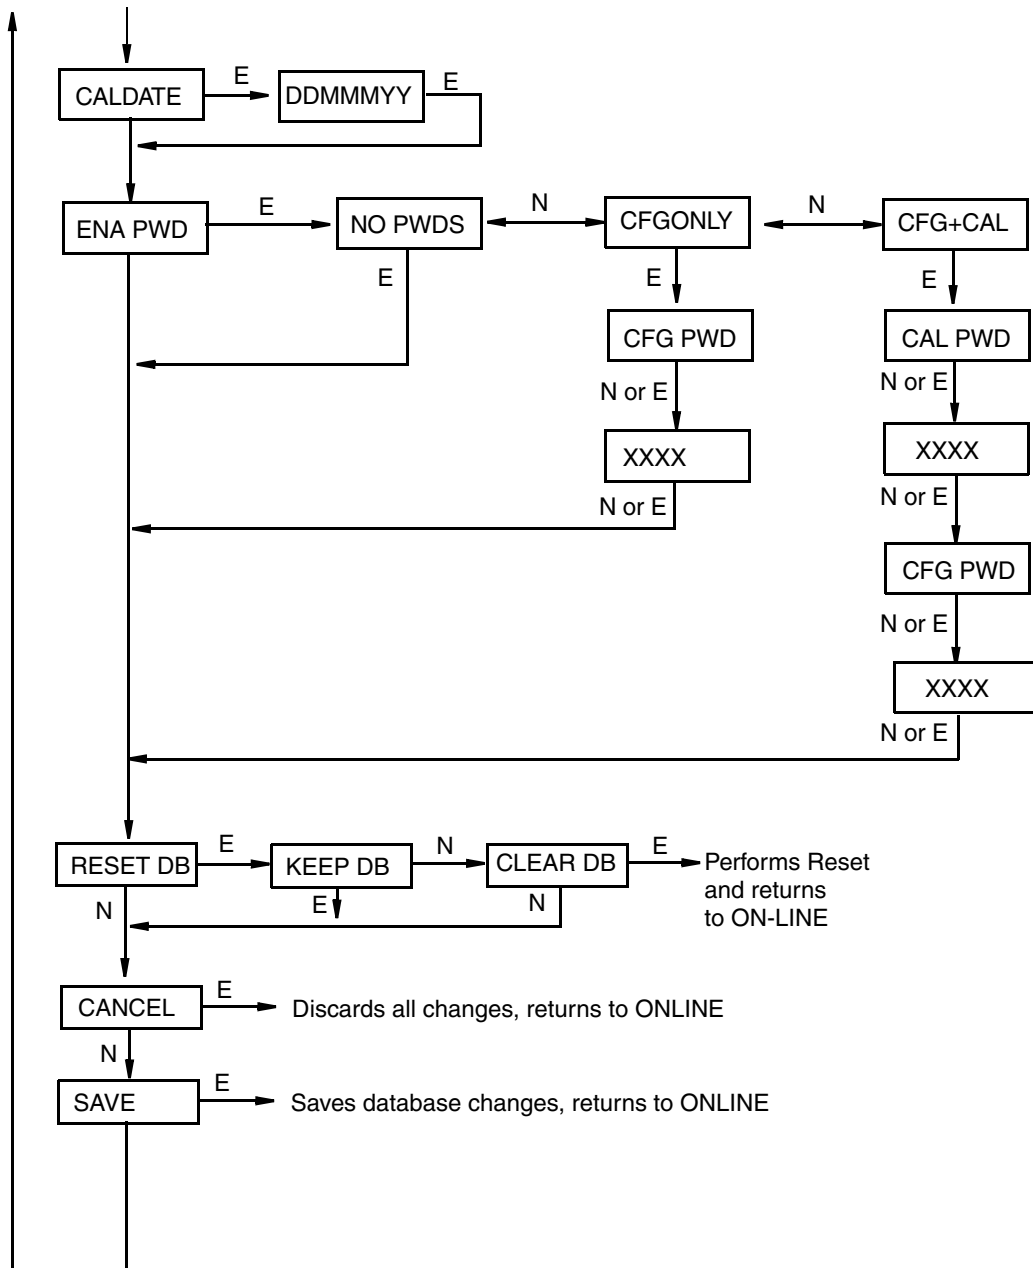 CALDATE
E
DDMMMYY
E
ENA PWD
E
NO PWDS
N
CFGONLY
N
CFG+CAL
E
E
E
CFG PWD
CAL PWD
N or E
N or E
XXXX
XXXX
N or E
N or E
CFG PWD
N or E
XXXX
N or E
RESET DB
E
KEEP DB
N
CLEAR DB
E
Performs Reset
and returns
to ON-LINE
N
E
N
CANCEL
E
Discards all changes, returns to ONLINE
N
SAVE
E
Saves database changes, returns to ONLINE